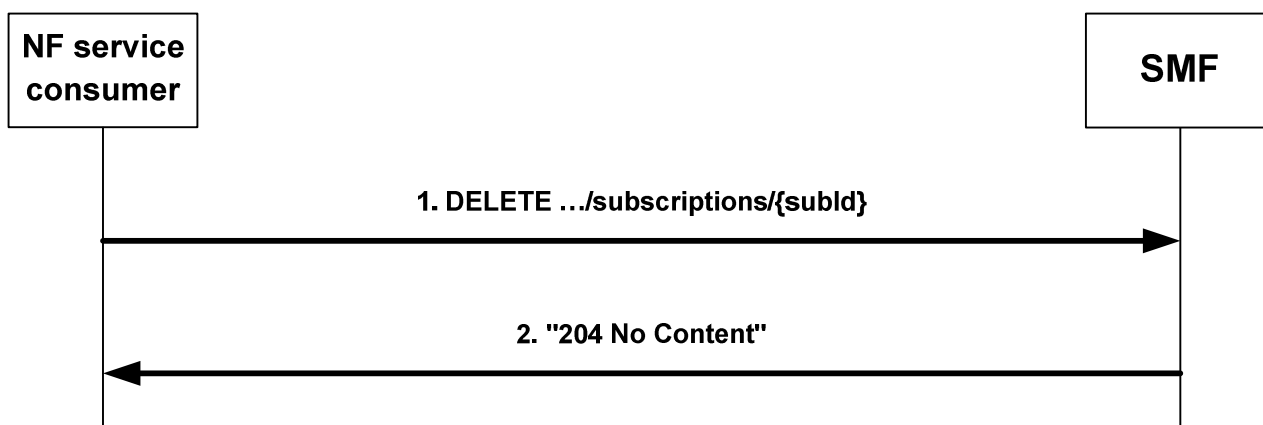 NF service
consumer
SMF
1. DELETE …/subscriptions/{subId}
2. "204 No Content"